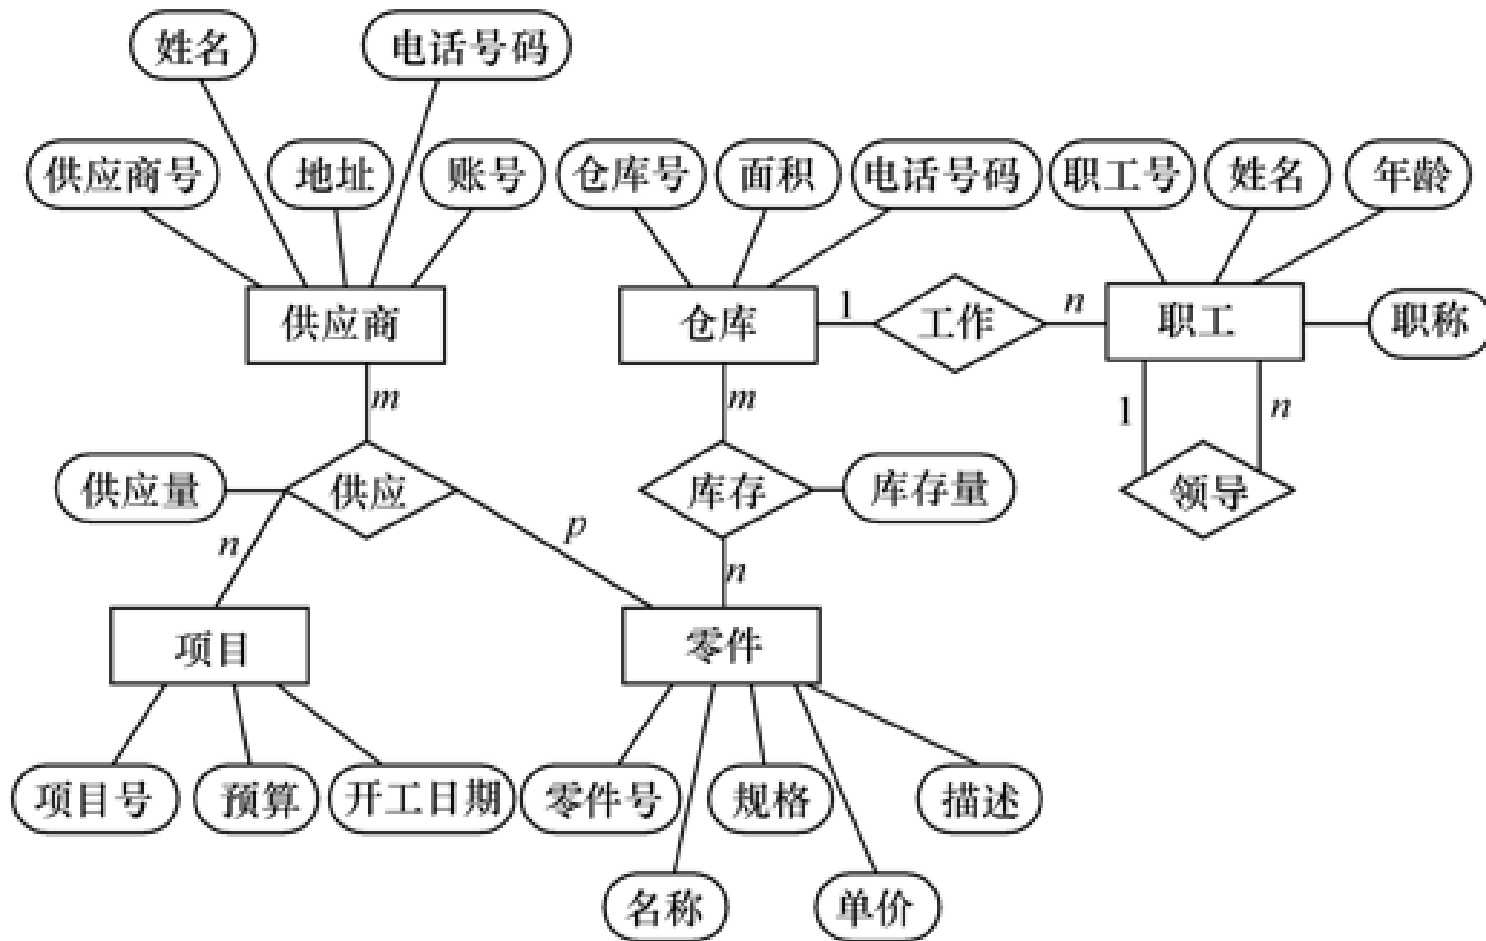 姓名
电话号码
供应商号
地址
账号
仓库号
面积
电话号码
职工号
姓名
年龄
供应商
仓库
1
工作
n
职工
职称
m
m
1
n
供应量
供应
库存
库存量
领导
n
p
n
项目
零件
项目号
预算
开工日期
零件号
规格
描述
名称
单价